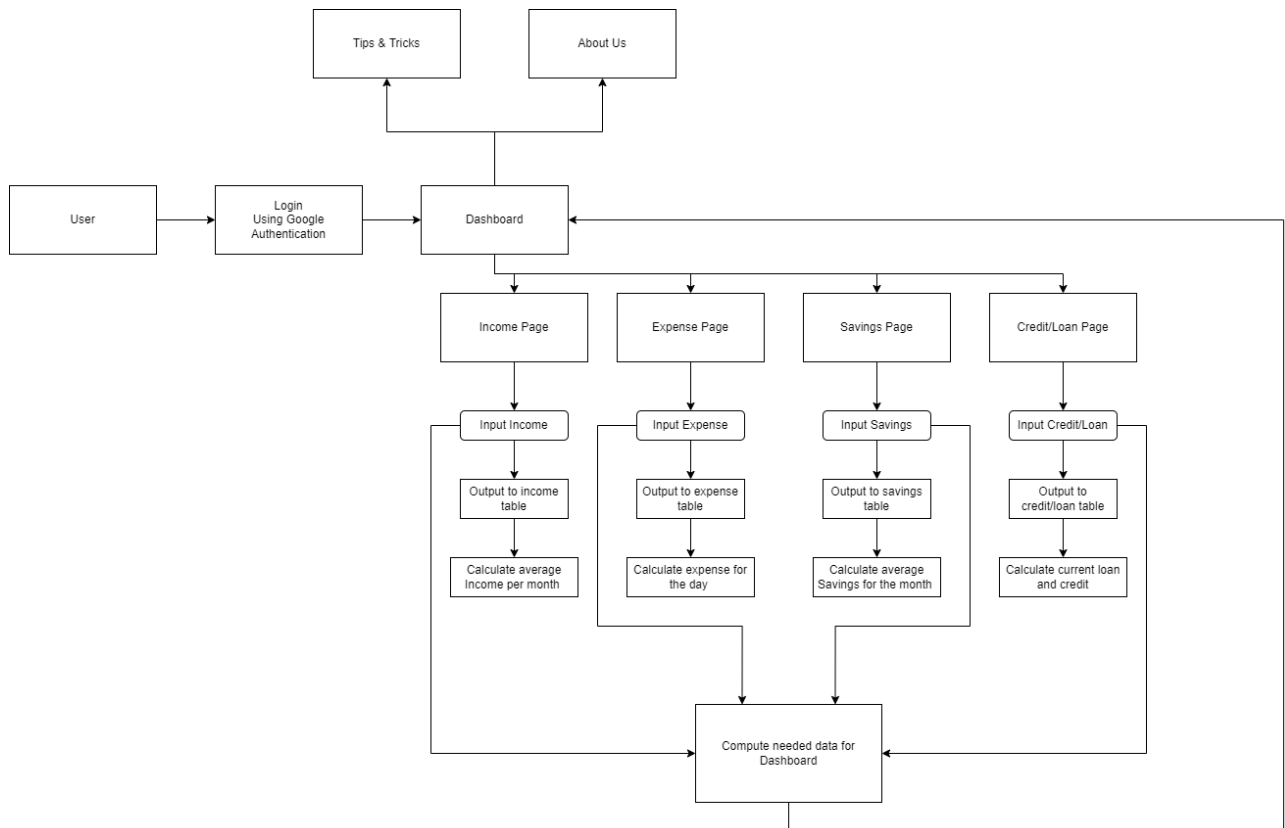 Tips & Tricks
About Us
User
Login
Using Google
Authentication
Dashboard
Income Page
Expense Page
Savings Page
Credit/Loan Page
Input Income
Input Expense
Input Savings
Input Credit/Loan
Output to income
table
Output to expense
table
Output to savings
table
Output to
credit/loan table
Calculate average
Income per month
Calculate expense for
the day
Calculate average
Savings for the month
Calculate current loan
and credit
Compute needed data for
Dashboard